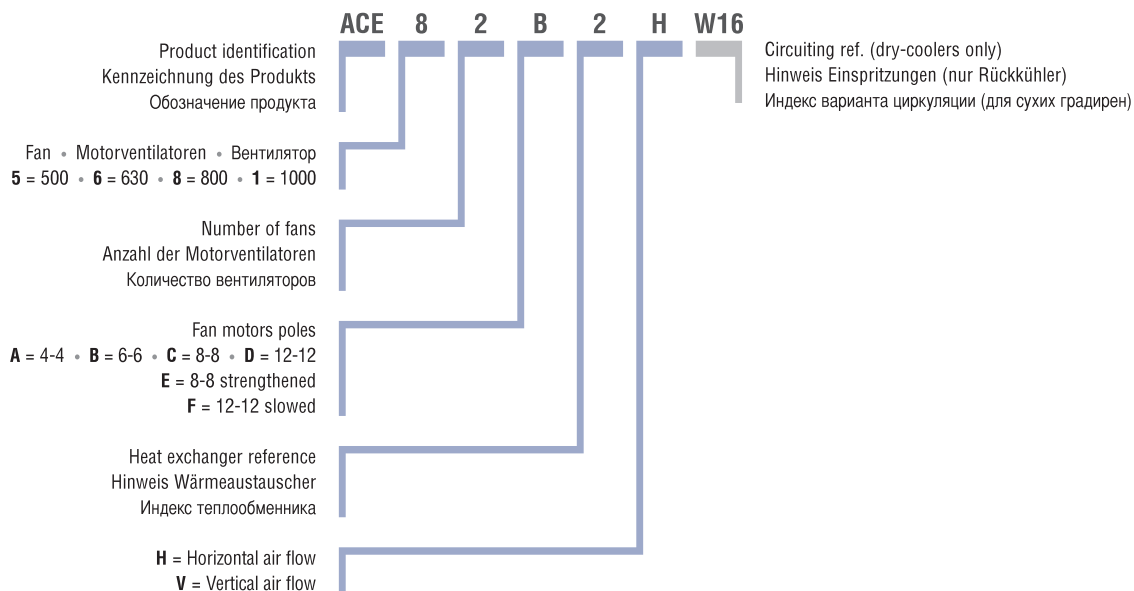 ACE 8 2 B 2 H W16
Product identification
Kennzeichnung des Produkts
Обозначение продукта
Circuiting ref. (dry-coolers only)
Hinweis Einspritzungen (nur Rückkühler)
Индекс варианта циркуляции (для сухих градирен)
Fan • Motorventilatoren • Вентилятор
5 = 500 • 6 = 630 • 8 = 800 • 1 = 1000
Number of fans
Anzahl der Motorventilatoren
Количество вентиляторов
Fan motors poles
A = 4-4 • B = 6-6 • C = 8-8 • D = 12-12
E = 8-8 strengthened
F = 12-12 slowed
Heat exchanger reference
Hinweis Wärmeaustauscher
Индекс теплообменника
H = Horizontal air flow
V = Vertical air flow